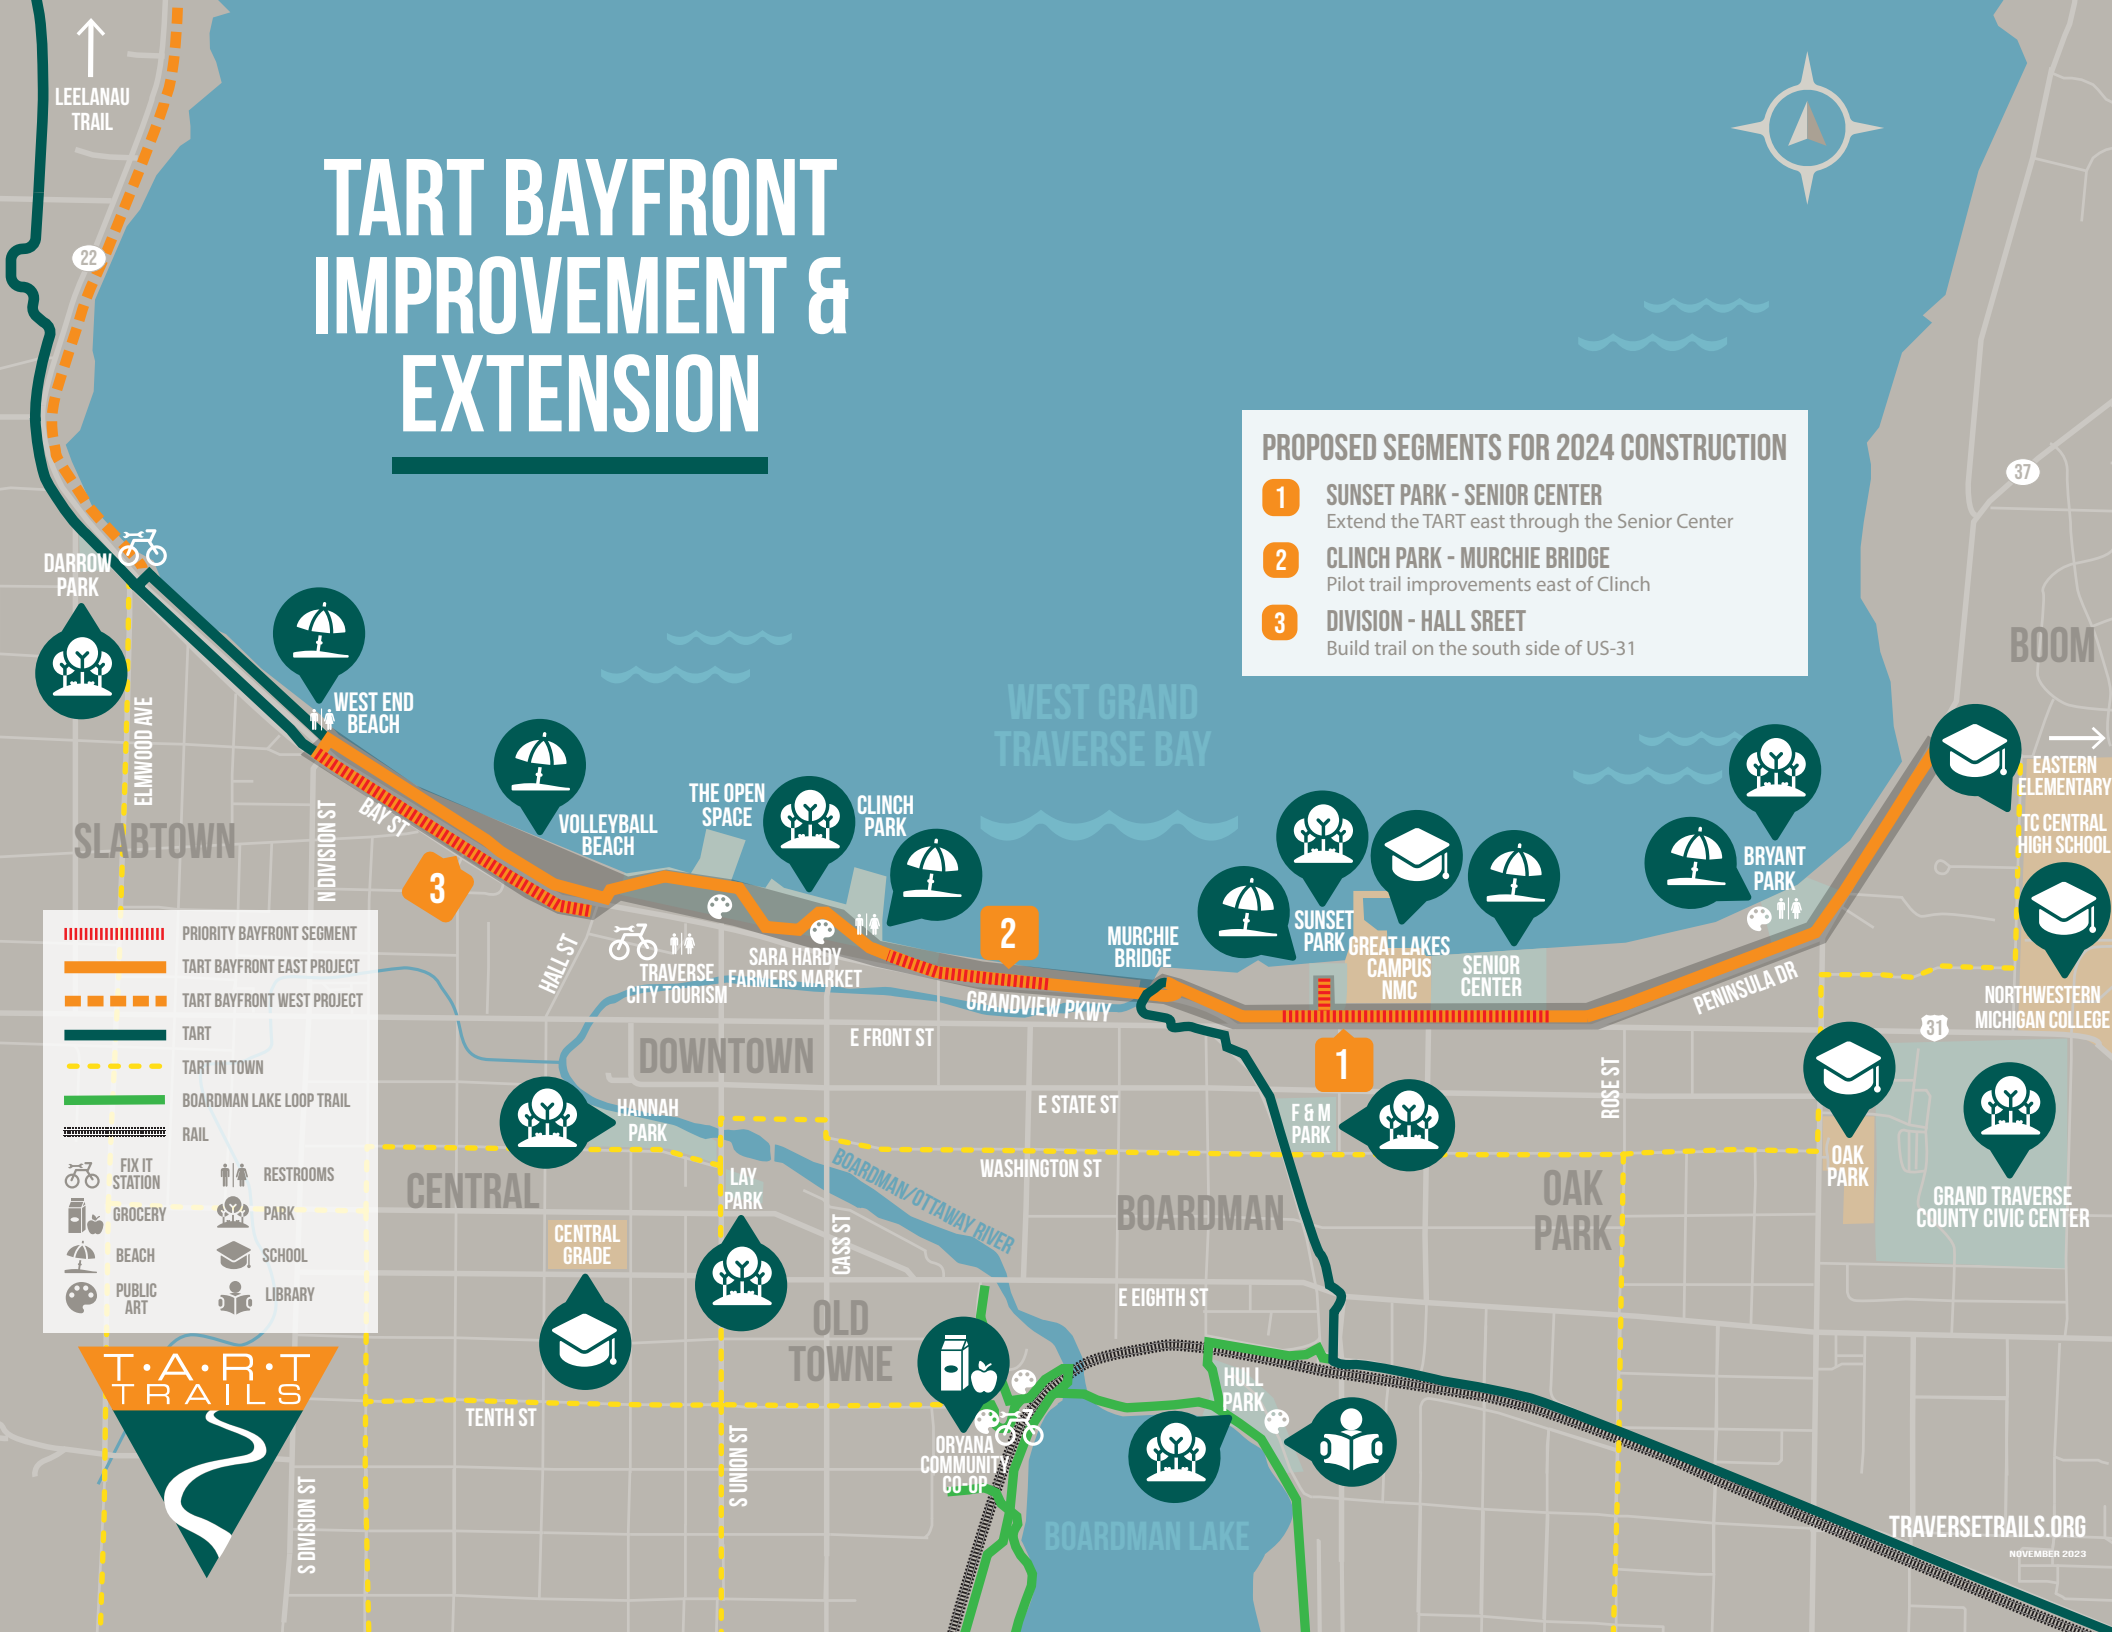 LEELANAU
TRAIL
22
TART BAYFRONT
IMPROVEMENT &
EXTENSION
PROPOSED SEGMENTS FOR 2024 CONSTRUCTION
1
SUNSET PARK - SENIOR CENTER
Extend the TART east through the Senior Center
2
CLINCH PARK - MURCHIE BRIDGE
Pilot trail improvements east of Clinch
3
DIVISION - HALL SREET
Build trail on the south side of US-31
37
BOOM
DARROW
PARK
WEST END
BEACH
WEST GRAND
TRAVERSE BAY
ELMWOOD AVE
SLABTOWN
N DIVISION ST
BAY ST
3
VOLLEYBALL
BEACH
THE OPEN
SPACE
CLINCH
PARK
HALL ST
TRAVERSE
CITY TOURISM
SARA HARDY
FARMERS MARKET
2
GRANDVIEW PKWY
MURCHIE
BRIDGE
SUNSET
PARK
GREAT LAKES
CAMPUS
NMC
SENIOR
CENTER
1
BRYANT
PARK
PENINSULA DR
EASTERN
ELEMENTARY
TC CENTRAL
HIGH SCHOOL
NORTHWESTERN
MICHIGAN COLLEGE
31
PRIORITY BAYFRONT SEGMENT
TART BAYFRONT EAST PROJECT
TART BAYFRONT WEST PROJECT
TART
TART IN TOWN
BOARDMAN LAKE LOOP TRAIL
RAIL
FIX IT
STATION
RESTROOMS
GROCERY
PARK
BEACH
SCHOOL
PUBLIC
ART
LIBRARY
DOWNTOWN
E FRONT ST
E STATE ST
HANNAH
PARK
F & M
PARK
ROSE ST
OAK
PARK
GRAND TRAVERSE
COUNTY CIVIC CENTER
CENTRAL
LAY
PARK
BOARDMAN/OTTAWAY RIVER
WASHINGTON ST
BOARDMAN
OAK
PARK
CENTRAL
GRADE
CASS ST
E EIGHTH ST
OLD
TOWNE
HULL
PARK
T·A·R·T
TRAILS
TENTH ST
S UNION ST
S DIVISION ST
ORYANA
COMMUNITY
CO-OP
BOARDMAN LAKE
TRAVERSETRAILS.ORG
NOVEMBER 2023